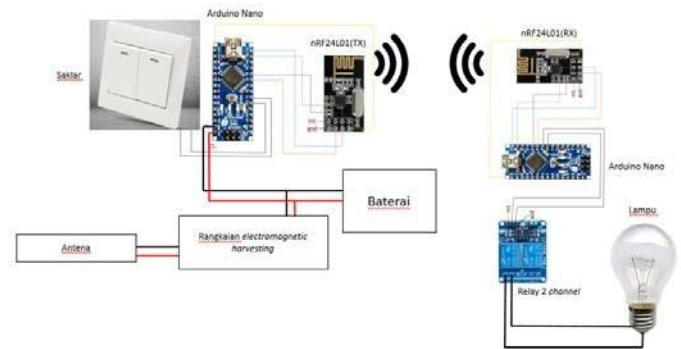 Arduino Nano
nRF24L01(TX)
nRF24L01(RX)
Saklar
Arduino Nano
Baterai
Lampu
Rangkaian electromagnetic
harvesting
Antena
Relay 2 channel